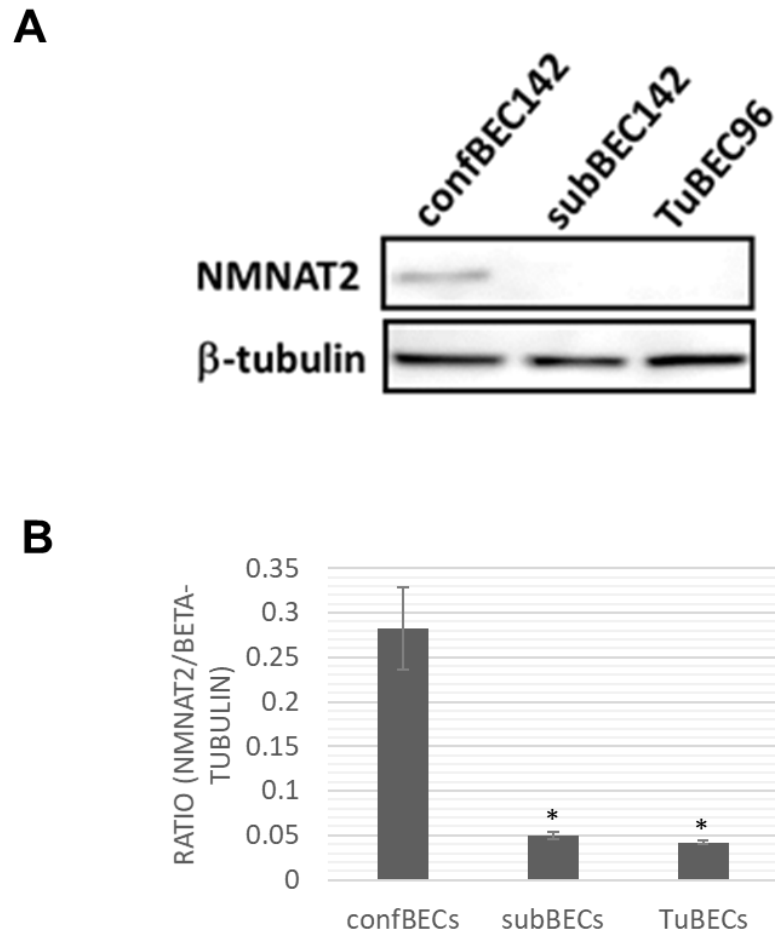 A
confBEC142
subBEC142
TuBEC96
NMNAT2
β-tubulin
B
RATIO (NMNAT2/BETA-
TUBULIN)
0.35
0.3
0.25
0.2
0.15
0.1
0.05
0
*
*
confBECs
subBECs
TuBECs